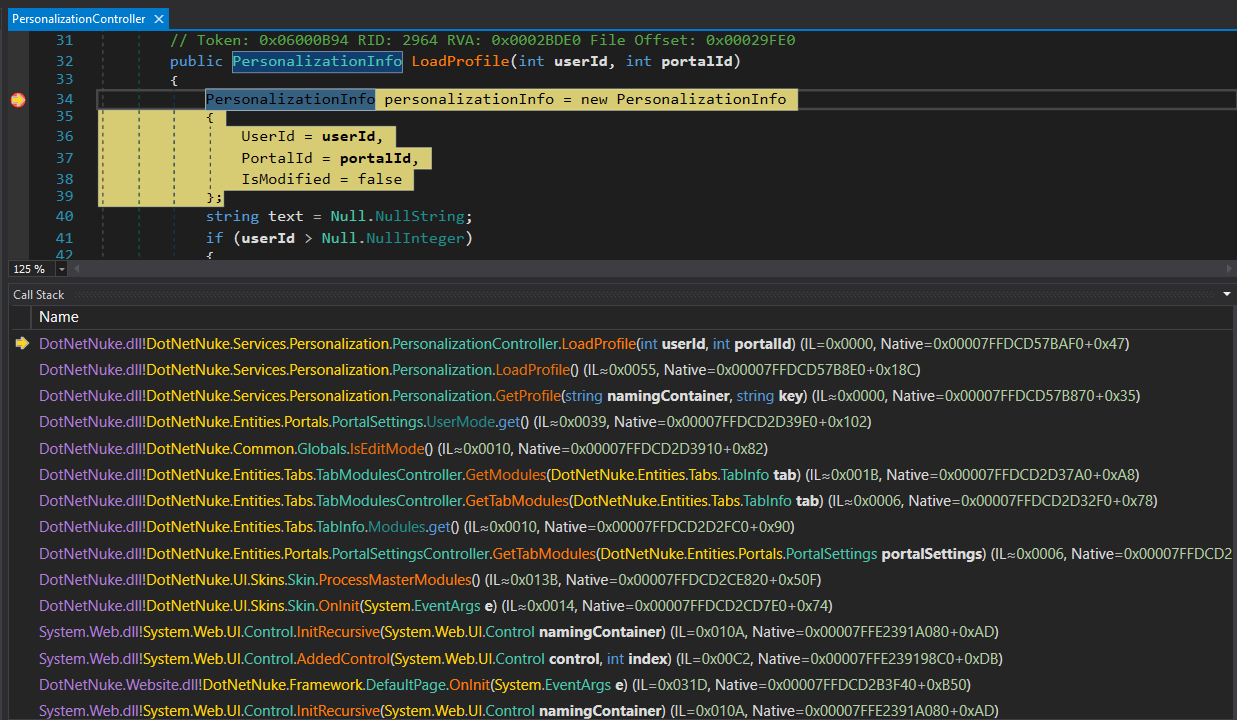 PersonalizationController ✕
31 // Token: 0x06000B94 RID: 2964 RVA: 0x0002BDE0 File Offset: 0x00029FE0
32 public PersonalizationInfo LoadProfile(int userId, int portalId)
33 {
34 PersonalizationInfo personalizationInfo = new PersonalizationInfo
35 {
36 UserId = userId,
37 PortalId = portalId,
38 IsModified = false
39 };
40 string text = Null.NullString;
41 if (userId > Null.NullInteger)
42 {
125 %
Call Stack
Name
DotNetNuke.dll!DotNetNuke.Services.Personalization.PersonalizationController.LoadProfile(int userId, int portalId) (IL=0x0000, Native=0x00007FFDCD57BAF0+0x47)
DotNetNuke.dll!DotNetNuke.Services.Personalization.Personalization.LoadProfile() (IL≈0x0055, Native=0x00007FFDCD57B8E0+0x18C)
DotNetNuke.dll!DotNetNuke.Services.Personalization.Personalization.GetProfile(string namingContainer, string key) (IL≈0x0000, Native=0x00007FFDCD57B870+0x35)
DotNetNuke.dll!DotNetNuke.Entities.Portals.PortalSettings.UserMode.get() (IL≈0x0039, Native=0x00007FFDCD2D39E0+0x102)
DotNetNuke.dll!DotNetNuke.Common.Globals.IsEditMode() (IL≈0x0010, Native=0x00007FFDCD2D3910+0x82)
DotNetNuke.dll!DotNetNuke.Entities.Tabs.TabModulesController.GetModules(DotNetNuke.Entities.Tabs.TabInfo tab) (IL≈0x001B, Native=0x00007FFDCD2D37A0+0xA8)
DotNetNuke.dll!DotNetNuke.Entities.Tabs.TabModulesController.GetTabModules(DotNetNuke.Entities.Tabs.TabInfo tab) (IL≈0x0006, Native=0x00007FFDCD2D32F0+0x78)
DotNetNuke.dll!DotNetNuke.Entities.Tabs.TabInfo.Modules.get() (IL≈0x0010, Native=0x00007FFDCD2D2FC0+0x90)
DotNetNuke.dll!DotNetNuke.Entities.Portals.PortalSettingsController.GetTabModules(DotNetNuke.Entities.Portals.PortalSettings portalSettings) (IL≈0x0006, Native=0x00007FFDCD2
DotNetNuke.dll!DotNetNuke.UI.Skins.Skin.ProcessMasterModules() (IL≈0x013B, Native=0x00007FFDCD2CE820+0x50F)
DotNetNuke.dll!DotNetNuke.UI.Skins.Skin.OnInit(System.EventArgs e) (IL≈0x0014, Native=0x00007FFDCD2CD7E0+0x74)
System.Web.dll!System.Web.UI.Control.InitRecursive(System.Web.UI.Control namingContainer) (IL=0x010A, Native=0x00007FFE2391A080+0xAD)
System.Web.dll!System.Web.UI.Control.AddedControl(System.Web.UI.Control control, int index) (IL=0x00C2, Native=0x00007FFE239198C0+0xDB)
DotNetNuke.Website.dll!DotNetNuke.Framework.DefaultPage.OnInit(System.EventArgs e) (IL=0x031D, Native=0x00007FFDCD2B3F40+0xB50)
System.Web.dll!System.Web.UI.Control.InitRecursive(System.Web.UI.Control namingContainer) (IL=0x010A, Native=0x00007FFE2391A080+0xAD)